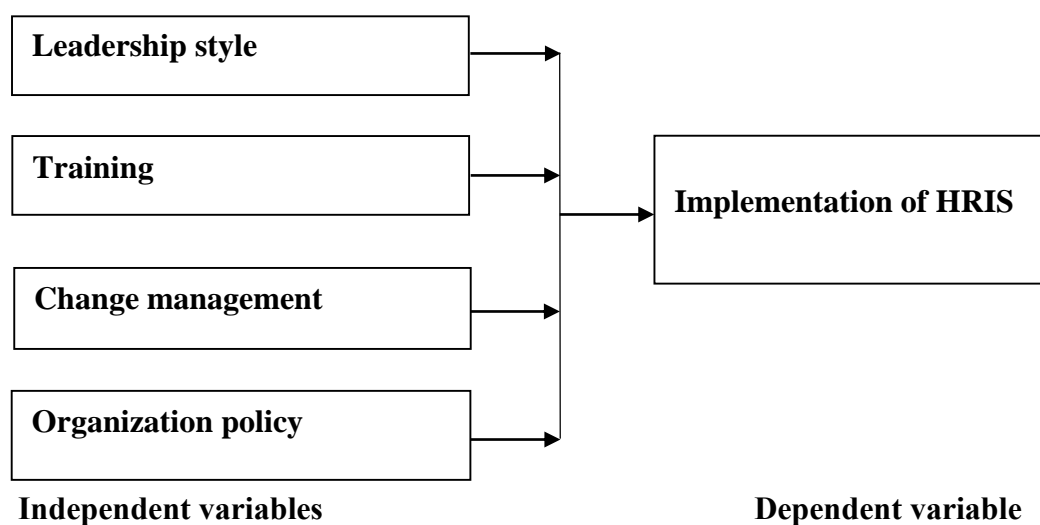 Leadership style
Training
Implementation of HRIS
Change management
Organization policy
Independent variables
Dependent variable